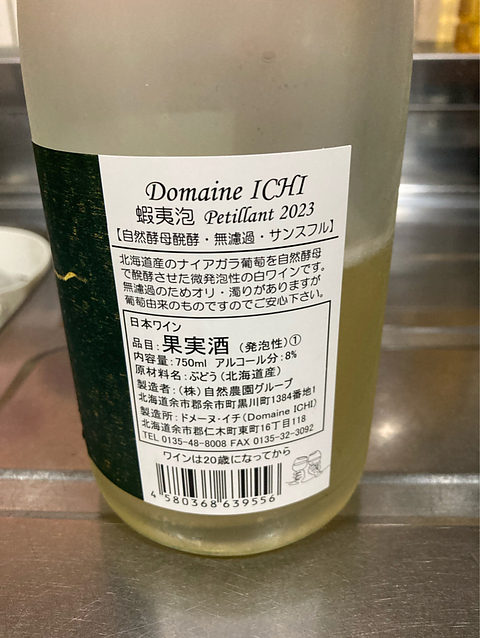 Domaine ICHI
蝦夷泡 Petillant 2023
【自然酵母醗酵・無濾過・サンスフル】
北海道産のナイアガラ葡萄を自然酵母
で醗酵させた微発泡性の白ワインです。
無濾過のためオリ・濁りがありますが
葡萄由来のものですのでご安心下さい。
日本ワイン
品目:果実酒(発泡性)①
内容量:750ml アルコール分:8%
原材料名:ぶどう(北海道産)
製造者:(株)自然農園グループ
北海道余市郡余市町黒川町1384番地1
製造所:ドメーヌ・イチ(Domaine ICHI)
北海道余市郡仁木町東町16丁目118
TEL 0135-48-8008 FAX 0135-32-3092
ワインは20歳になってから
4 580368 639556